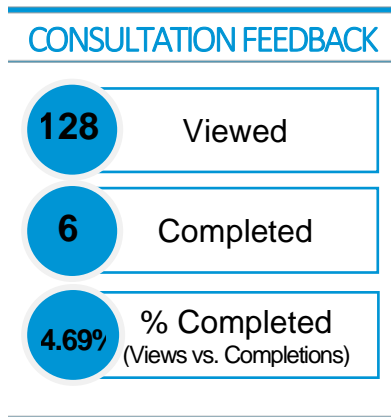 CONSULTATION FEEDBACK
128
Viewed
6
Completed
4.69%
% Completed
(Views vs. Completions)